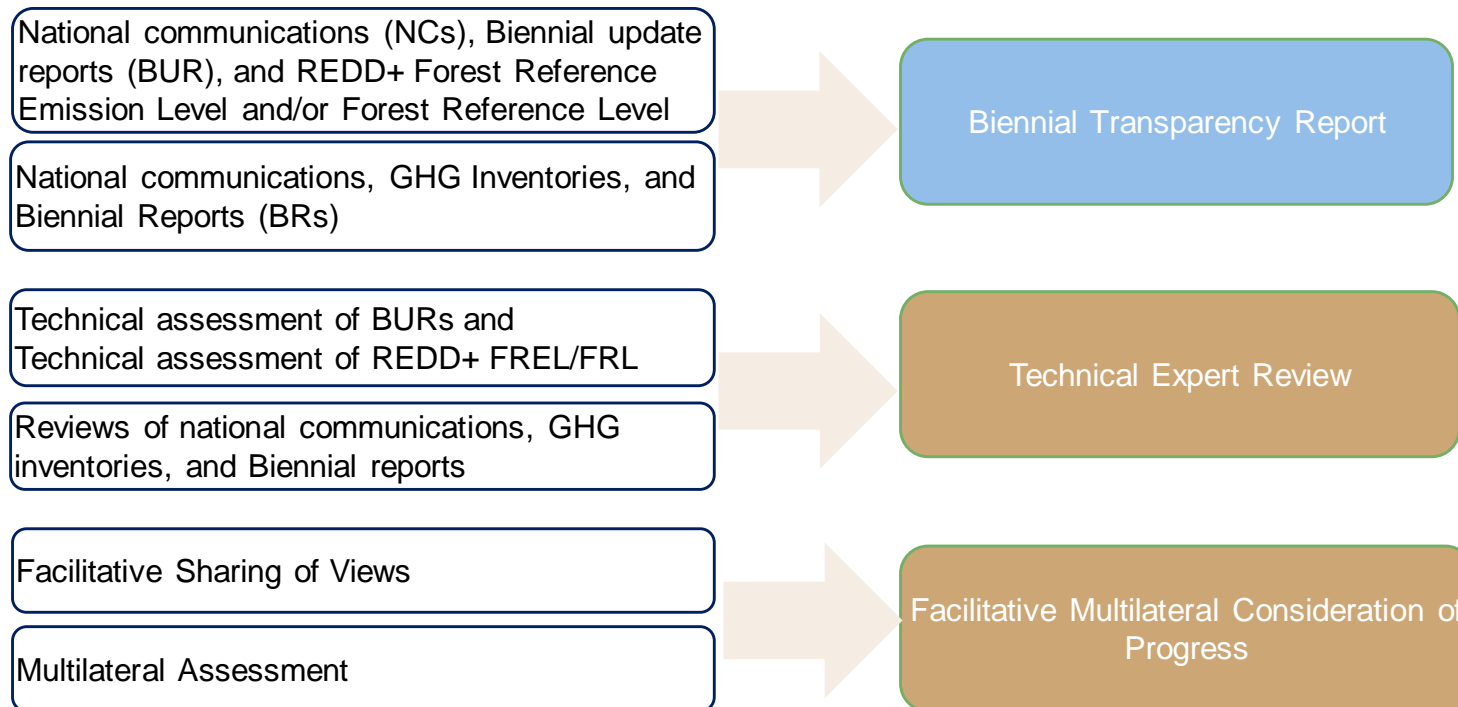 National communications (NCs), Biennial update
reports (BUR), and REDD+ Forest Reference
Emission Level and/or Forest Reference Level
Biennial Transparency Report
National communications, GHG Inventories, and
Biennial Reports (BRs)
Technical assessment of BURs and
Technical assessment of REDD+ FREL/FRL
Technical Expert Review
Reviews of national communications, GHG
inventories, and Biennial reports
Facilitative Sharing of Views
Facilitative Multilateral Consideration of
Progress
Multilateral Assessment